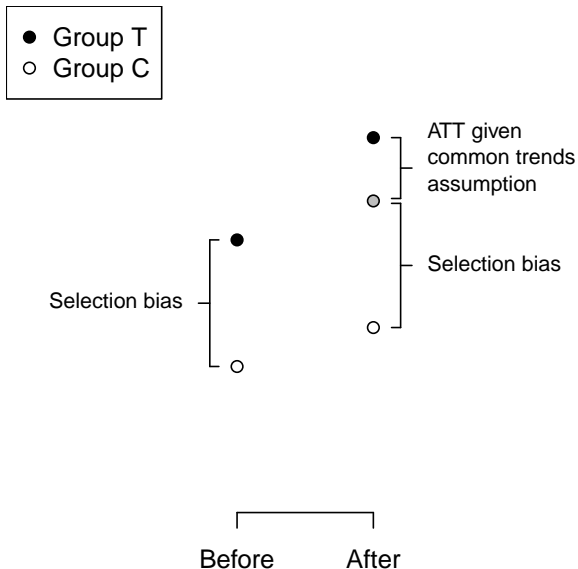 Group T
Group C
ATT given
common trends
assumption
Selection bias
Selection bias
Before
After